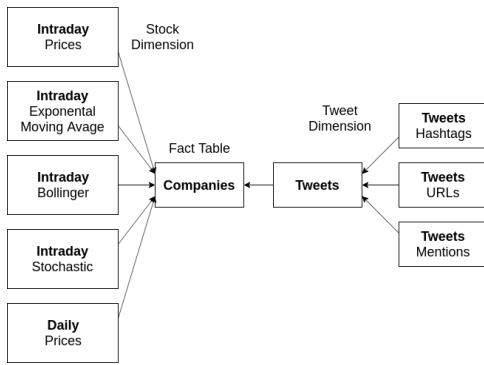 Intraday
Prices
Stock
Dimension
Intraday
Exponental
Moving Avage
Intraday
Bollinger
Intraday
Stochastic
Daily
Prices
Fact Table
Companies
Tweets
Tweet
Dimension
Tweets
Hashtags
Tweets
URLs
Tweets
Mentions